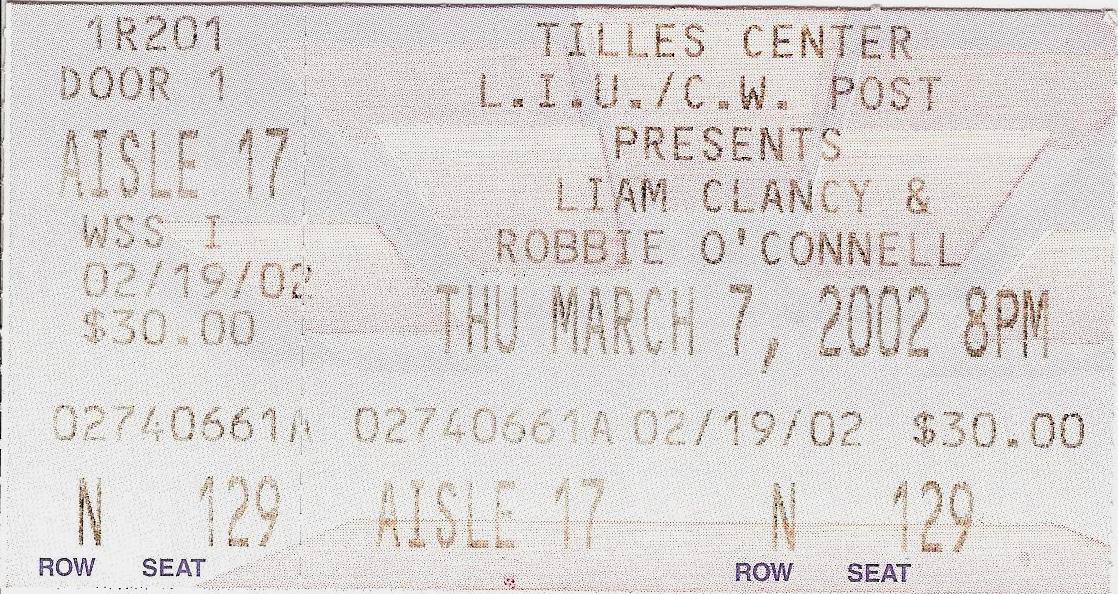 1R201
DOOR 1
AISLE 17
WSS I
02/19/02
$30.00
02740661A
N 129
ROW SEAT
TILLES CENTER
L.I.U./C.W. POST
PRESENTS
LIAM CLANCY &
ROBBIE O'CONNELL
THU MARCH 7, 2002 8PM
02740661A 02/19/02 $30.00
AISLE 17 N 129
ROW SEAT